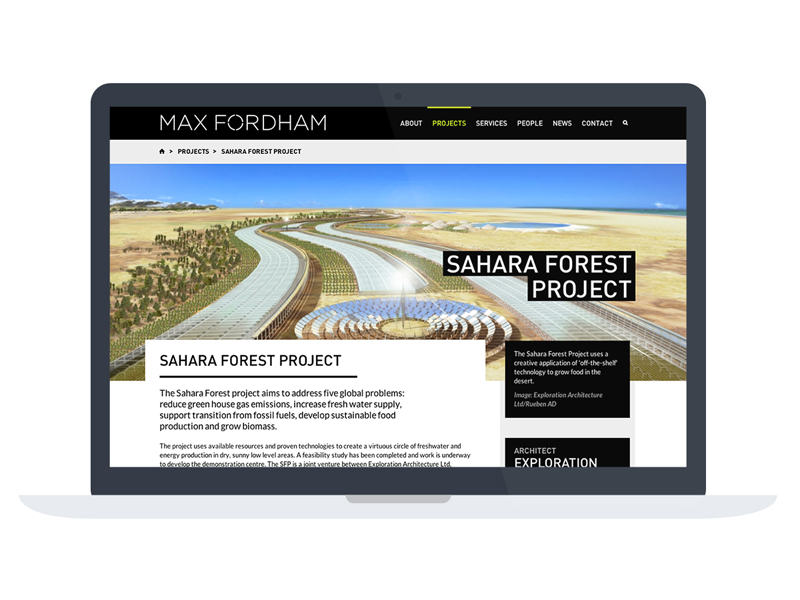 MAX FORDHAM
ABOUT PROJECTS SERVICES PEOPLE NEWS CONTACT
> PROJECTS > SAHARA FOREST PROJECT
SAHARA FOREST
PROJECT
SAHARA FOREST PROJECT
The Sahara Forest project aims to address five global problems:
reduce green house gas emissions, increase fresh water supply,
support transition from fossil fuels, develop sustainable food
production and grow biomass.
The project uses available resources and proven technologies to create a virtuous circle of freshwater and
energy production in dry, sunny low level areas. A feasibility study has been completed and work is underway
to develop the demonstration centre. The SFP is a joint venture between Exploration Architecture Ltd,
The Sahara Forest Project uses a
creative application of 'off-the-shelf'
technology to grow food in the
desert.
Image: Exploration Architecture
Ltd/Rueben AD
ARCHITECT
EXPLORATION